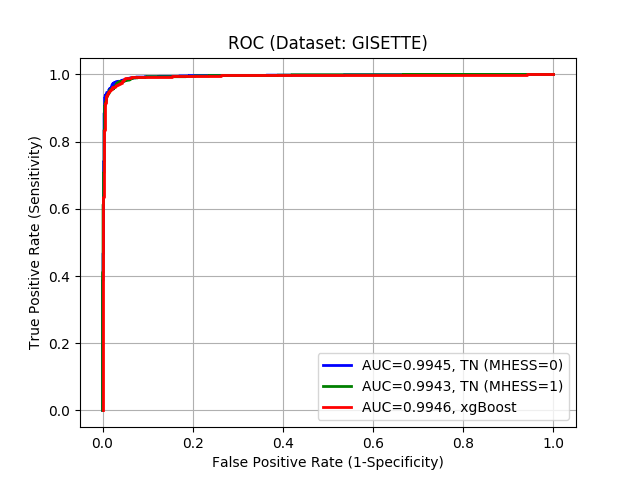 ROC (Dataset: GISETTE)
True Positive Rate (Sensitivity)
1.0
0.8
0.6
0.4
0.2
0.0
AUC=0.9945, TN (MHESS=0)
AUC=0.9943, TN (MHESS=1)
AUC=0.9946, xgBoost
0.0 0.2 0.4 0.6 0.8 1.0
False Positive Rate (1-Specificity)